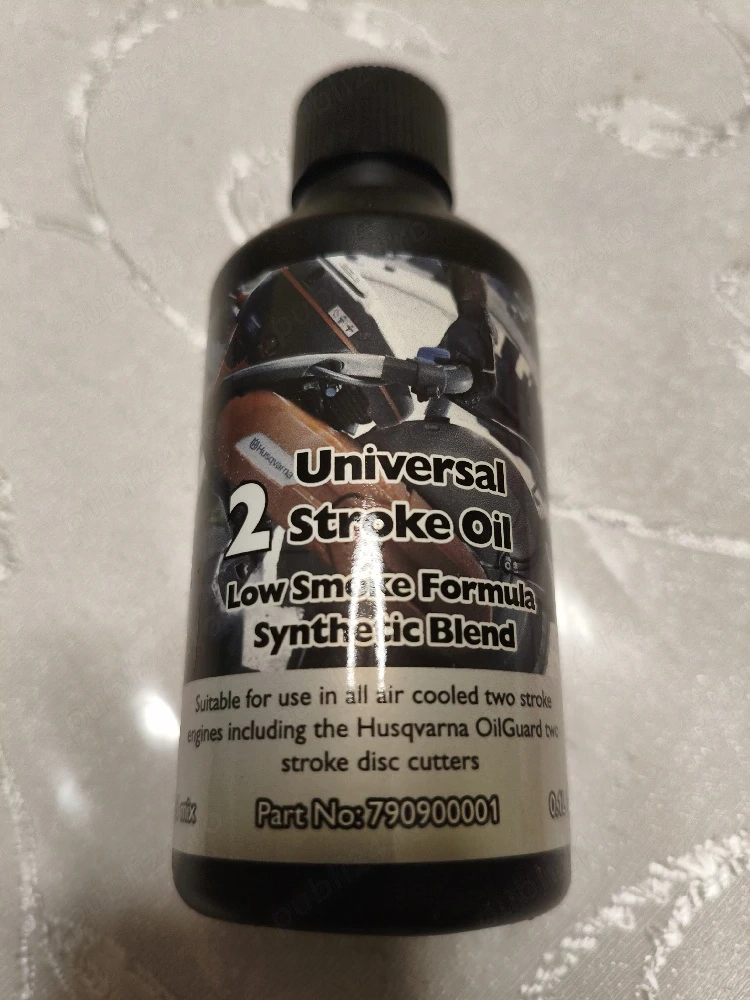 Husqvarna
Universal
2 Stroke Oil
Low Smoke Formula
Synthetic Blend
Suitable for use in all air cooled two stroke
engines including the Husqvarna OilGuard two
stroke disc cutters
mix Part No: 790900001